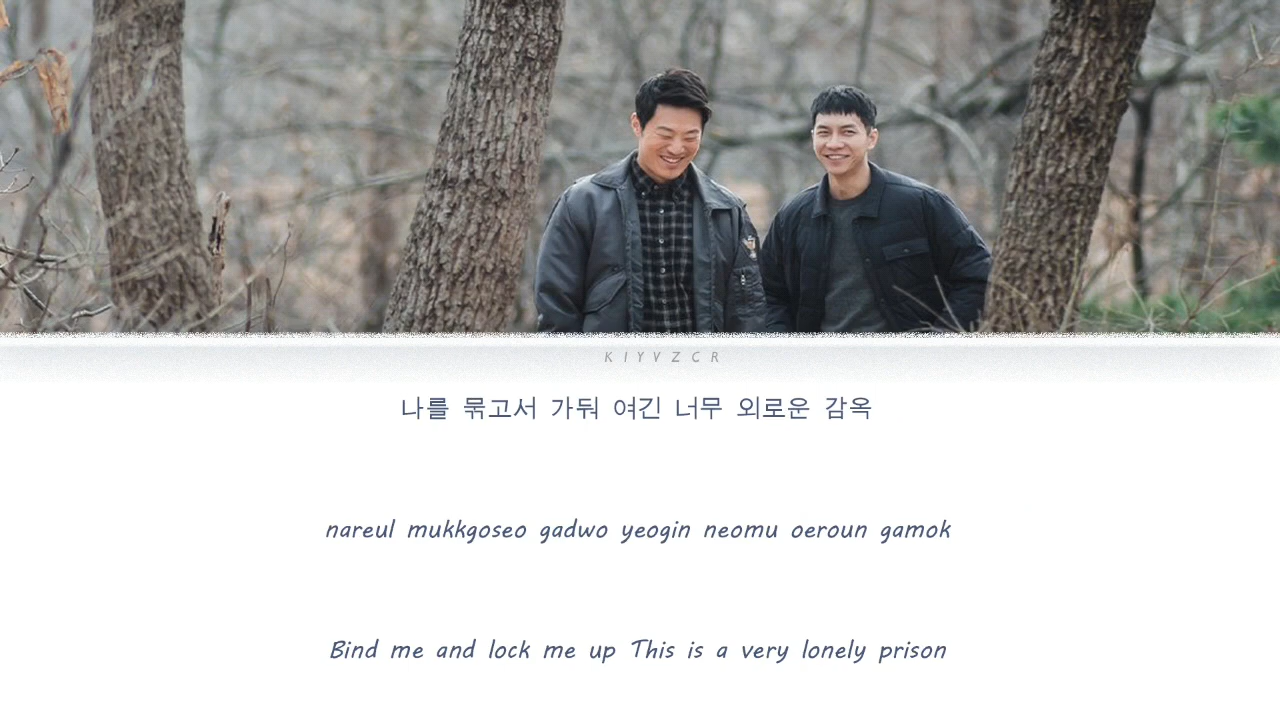 KIYVZCR
나를 묶고서 가둬 여긴 너무 외로운 감옥
nareul mukkgoseo gadwo yeogin neomu oeroun gamok
Bind me and lock me up This is a very lonely prison